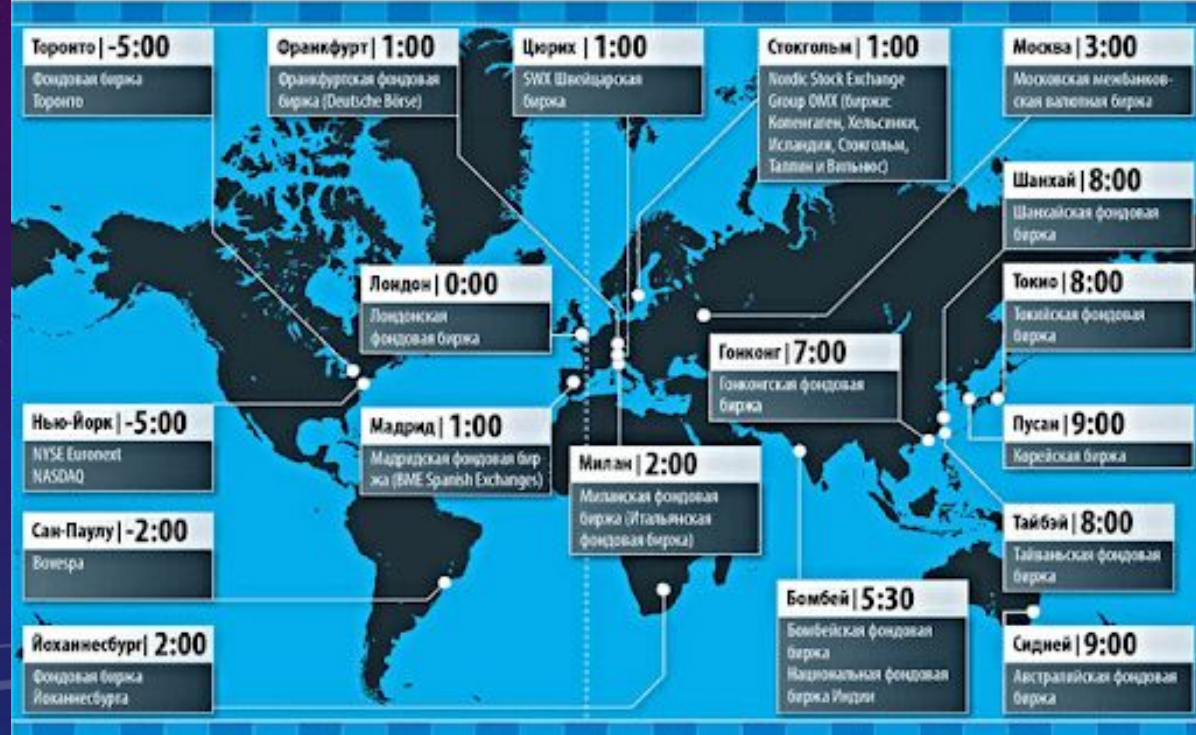 Торонто | -5:00
Фондовая биржа
Торонто
Франкфурт | 1:00
Франкфуртская фондовая
биржа (Deutsche Börse)
Цюрих | 1:00
SWX Швейцарская
биржа
Стокгольм | 1:00
Nordic Stock Exchange
Group OMX (биржи:
Копенгаген, Хельсинки,
Исландия, Стокгольм,
Таллин и Вильнюс)
Москва | 3:00
Московская межбанков-
ская валютная биржа
Шанхай | 8:00
Шанхайская фондовая
биржа
Лондон | 0:00
Лондонская
фондовая биржа
Токио | 8:00
Токийская фондовая
биржа
Гонконг | 7:00
Гонконгская фондовая
биржа
Нью-Йорк | -5:00
NYSE Euronext
NASDAQ
Мадрид | 1:00
Мадридская фондовая бир
жа (BME Spanish Exchanges)
Милан | 2:00
Миланская фондовая
биржа (Итальянская
фондовая биржа)
Пусан | 9:00
Корейская биржа
Сан-Паулу | -2:00
Bovespa
Тайбэй | 8:00
Тайваньская фондовая
биржа
Йоханнесбург | 2:00
Фондовая биржа
Йоханнесбурга
Бомбей | 5:30
Бомбейская фондовая
биржа
Национальная фондовая
биржа Индии
Сидней | 9:00
Австралийская фондовая
биржа